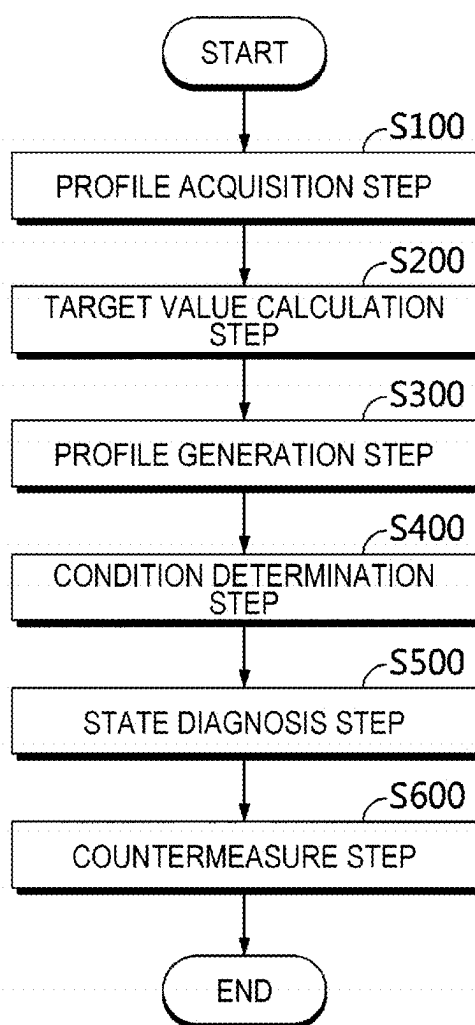 START
S100
PROFILE ACQUISITION STEP
S200
TARGET VALUE CALCULATION
STEP
S300
PROFILE GENERATION STEP
S400
CONDITION DETERMINATION
STEP
S500
STATE DIAGNOSIS STEP
S600
COUNTERMEASURE STEP
END